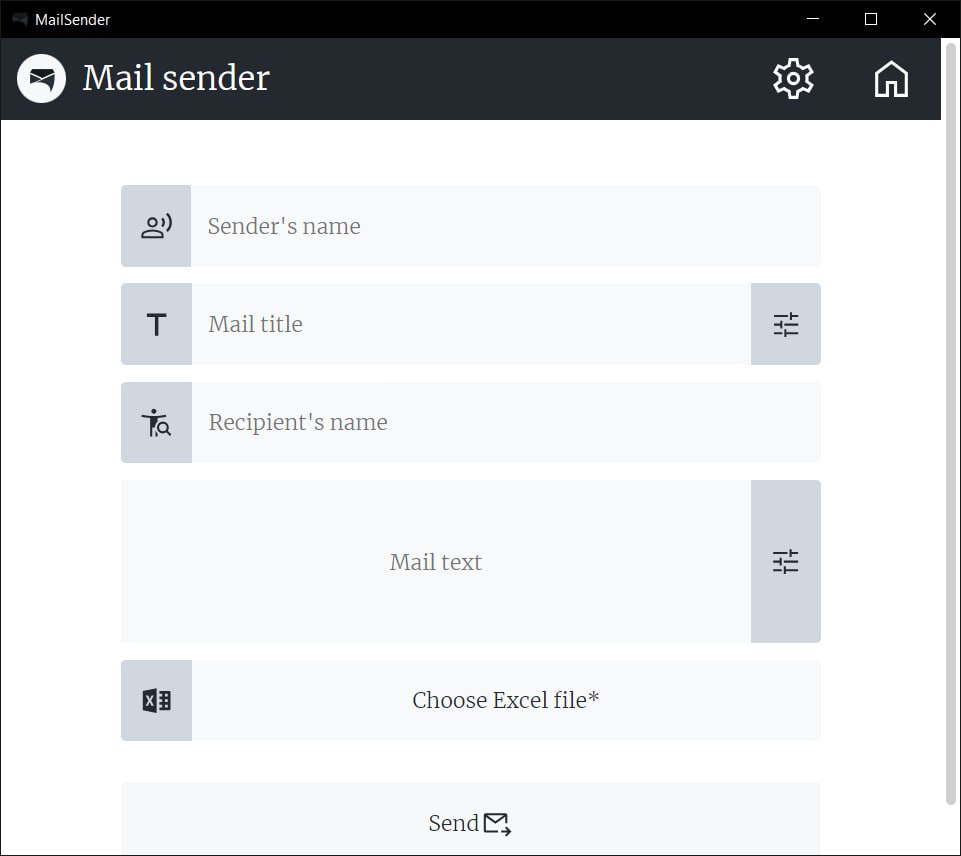 MailSender
Mail sender
Sender's name
T Mail title
Recipient's name
Mail text
X Choose Excel file*
Send